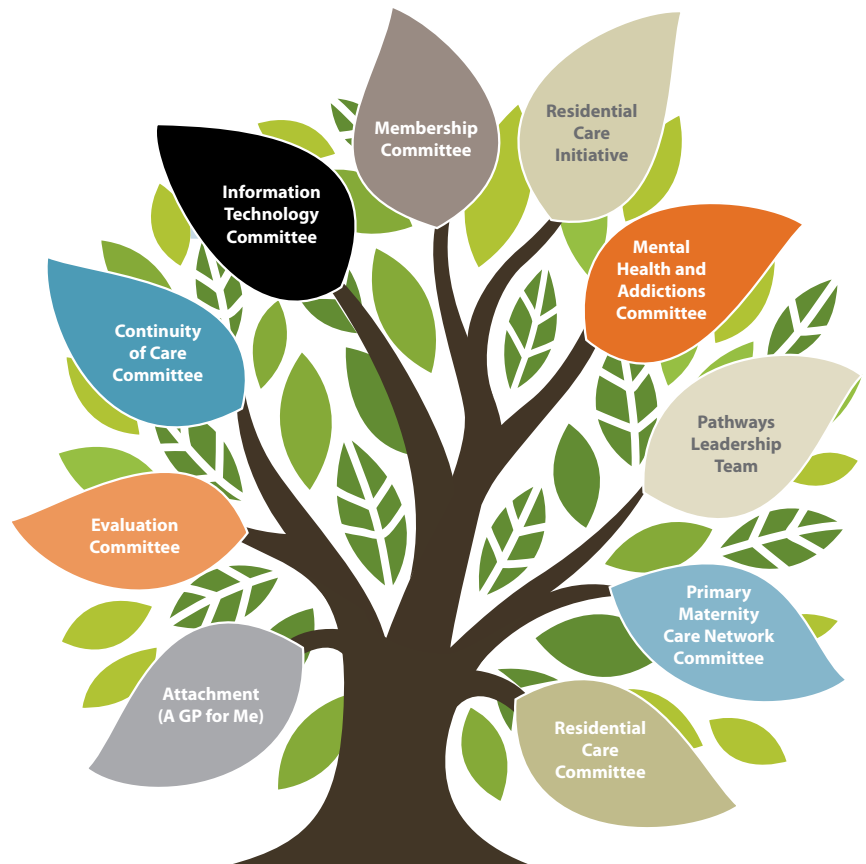 Membership
Committee
Residential
Care
Initiative
Information
Technology
Committee
Mental
Health and
Addictions
Committee
Continuity
of Care
Committee
Pathways
Leadership
Team
Evaluation
Committee
Primary
Maternity
Care Network
Committee
Attachment
(A GP for Me)
Residential
Care
Committee